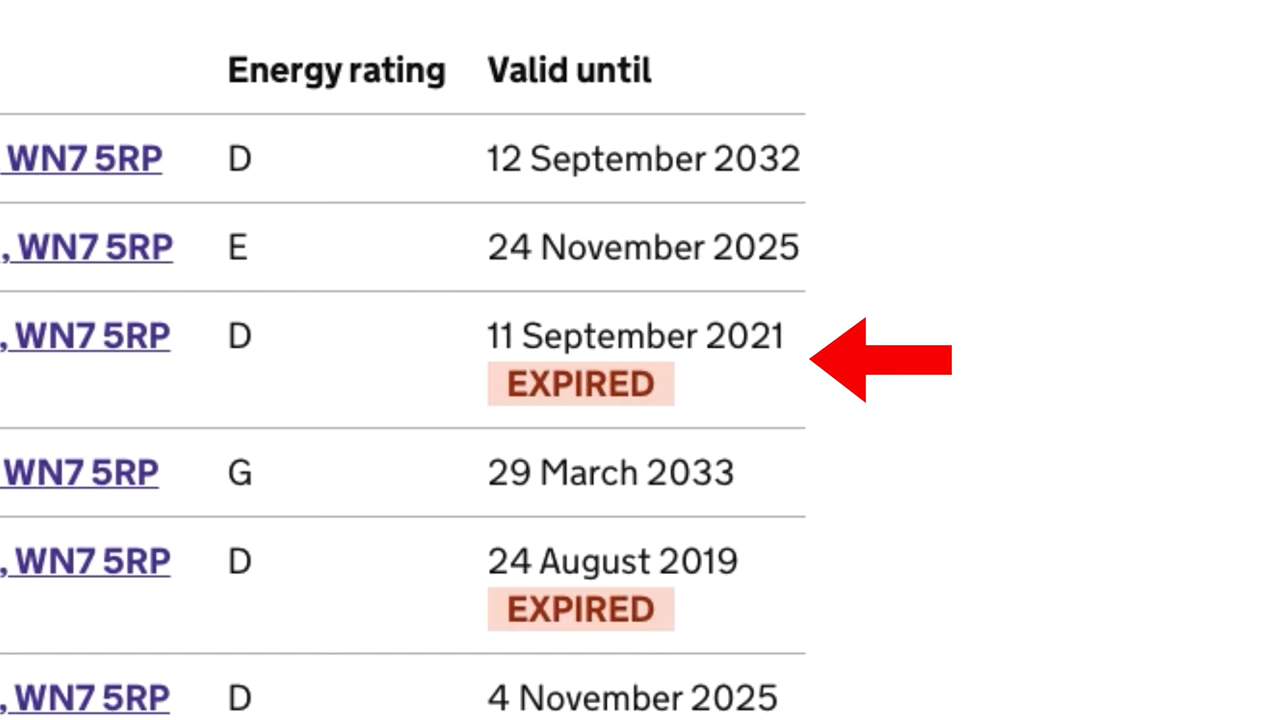 Energy rating Valid until
WN7 5RP D 12 September 2032
, WN7 5RP E 24 November 2025
, WN7 5RP D 11 September 2021
EXPIRED
WN7 5RP G 29 March 2033
, WN7 5RP D 24 August 2019
EXPIRED
, WN7 5RP D 4 November 2025